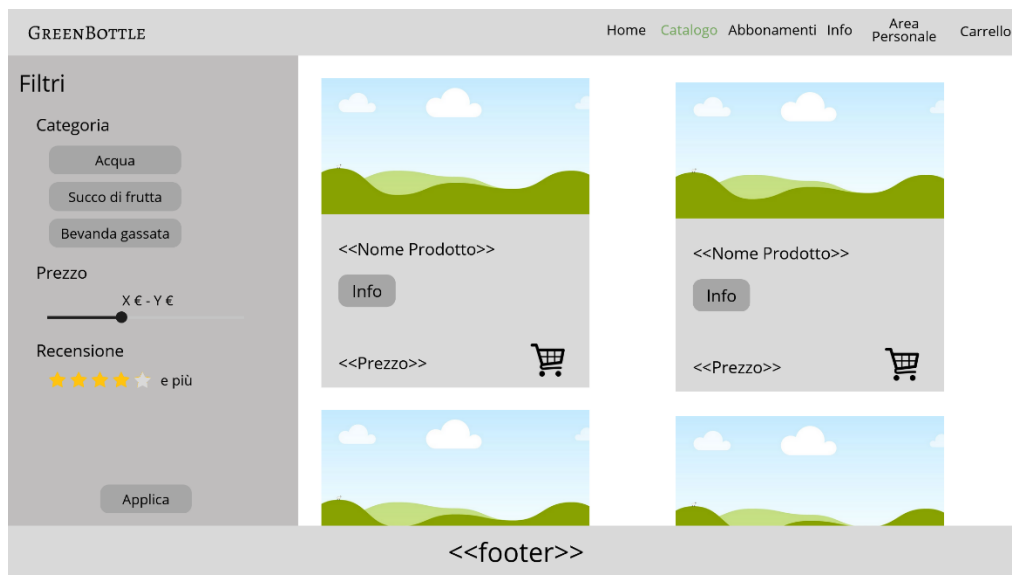 GREENBOTTLE
Home Catalogo Abbonamenti Info Area Personale Carrello
Filtri
Categoria
Acqua
Succo di frutta
Bevanda gassata
Prezzo
X € - Y €
Recensione
e più
Applica
<<Nome Prodotto>>
Info
<<Prezzo>>
<<Nome Prodotto>>
Info
<<Prezzo>>
<<footer>>